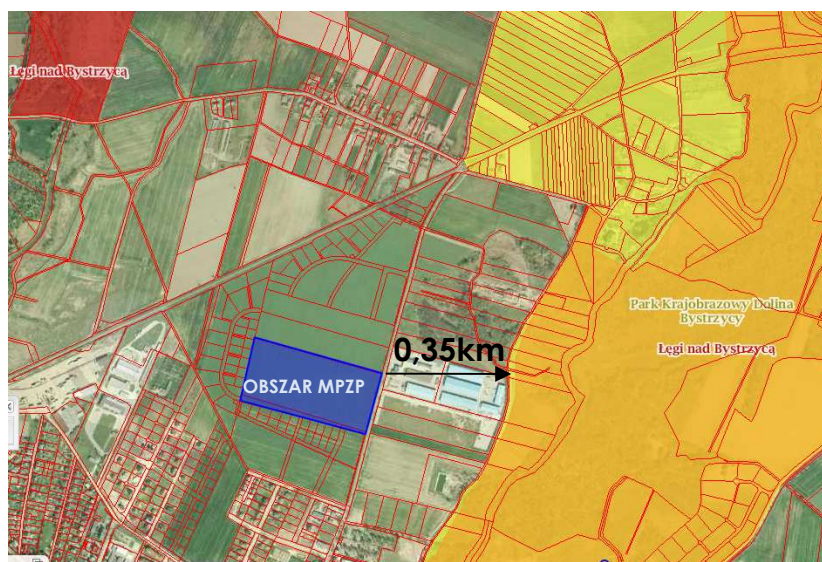 Łęgi nad Bystrzycą
Park Krajobrazowy Dolina
Bystrzycy
Łęgi nad Bystrzycą
0,35km
OBSZAR MPZP